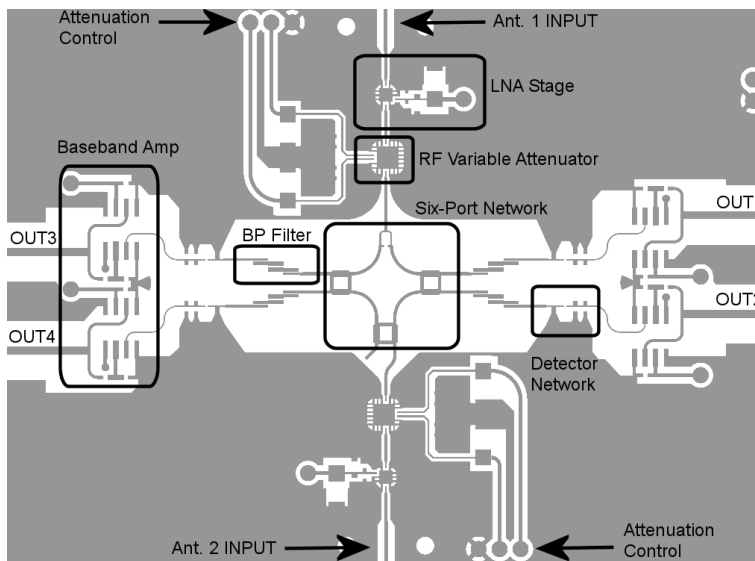 Attenuation
Control
Ant. 1 INPUT
LNA Stage
Baseband Amp
RF Variable Attenuator
Six-Port Network
OUT
OUT3
BP Filter
OUT2
OUT4
Detector
Network
Ant. 2 INPUT
Attenuation
Control